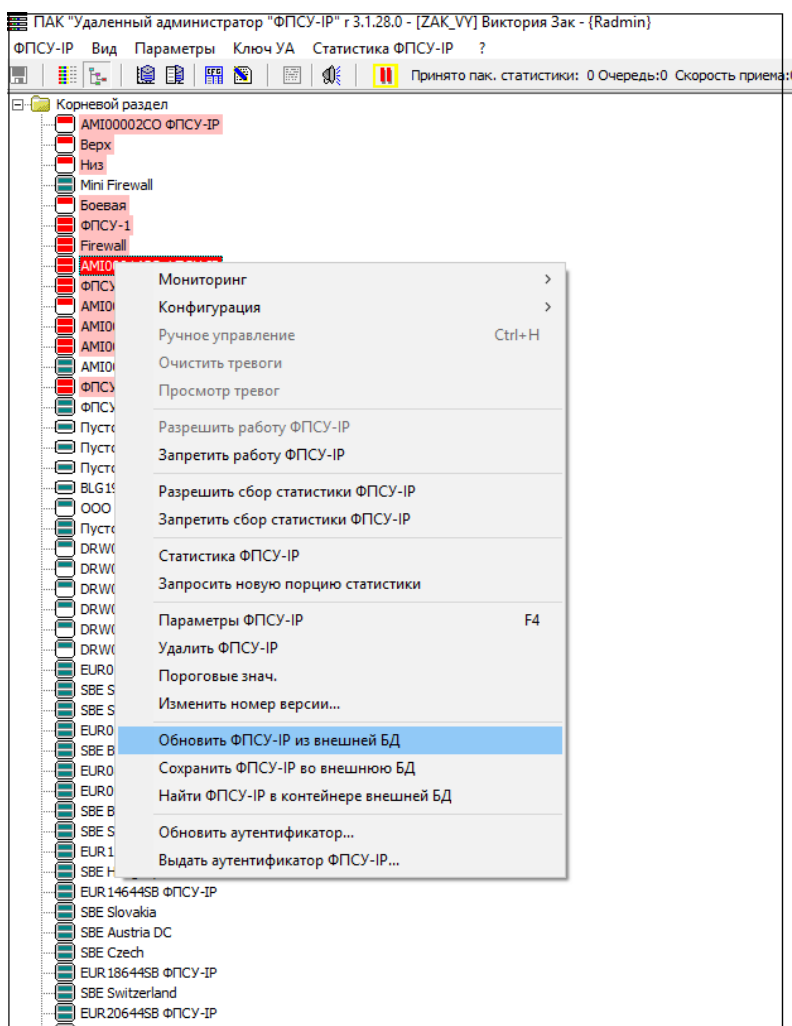 ПАК "Удаленный администратор "ФПСУ-IP" r 3.1.28.0 - [ZAK_VY] Виктория Зак - {Radmin}
ФПСУ-IP Вид Параметры Ключ УА Статистика ФПСУ-IP ?
Принято пак. статистики: 0 Очередь:0 Скорость приема:
Корневой раздел
AMI00002CO ФПСУ-IP
Верх
Низ
Mini Firewall
Боевая
ФПСУ-1
Firewall
Мониторинг
Конфигурация
Ручное управление Ctrl+H
Очистить тревоги
Просмотр тревог
Разрешить работу ФПСУ-IP
Запретить работу ФПСУ-IP
Разрешить сбор статистики ФПСУ-IP
Запретить сбор статистики ФПСУ-IP
Статистика ФПСУ-IP
Запросить новую порцию статистики
Параметры ФПСУ-IP F4
Удалить ФПСУ-IP
Пороговые знач.
Изменить номер версии...
Обновить ФПСУ-IP из внешней БД
Сохранить ФПСУ-IP во внешнюю БД
Найти ФПСУ-IP в контейнере внешней БД
Обновить аутентификатор...
Выдать аутентификатор ФПСУ-IP...
EUR14644SB ФПСУ-IP
SBE Slovakia
SBE Austria DC
SBE Czech
EUR18644SB ФПСУ-IP
SBE Switzerland
EUR20644SB ФПСУ-IP